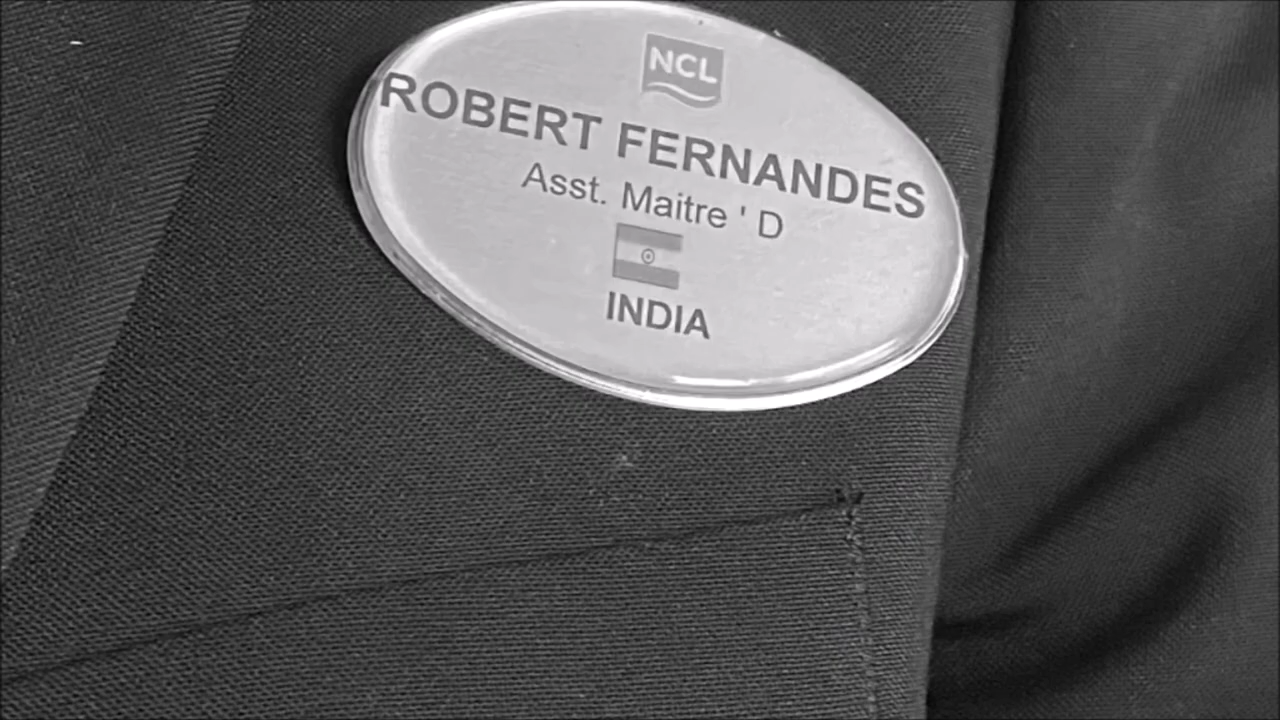 NCL
ROBERT FERNANDES
Asst. Maitre ' D
INDIA